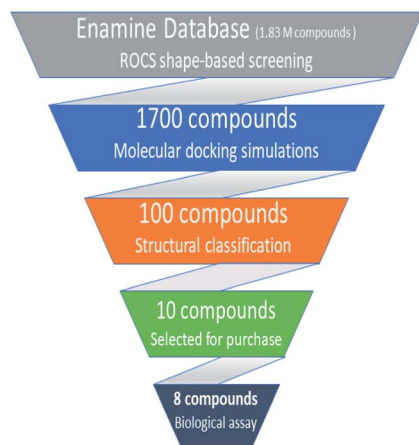 Enamine Database (1.83 M compounds )
ROCS shape-based screening
1700 compounds
Molecular docking simulations
100 compounds
Structural classification
10 compounds
Selected for purchase
8 compounds
Biological assay